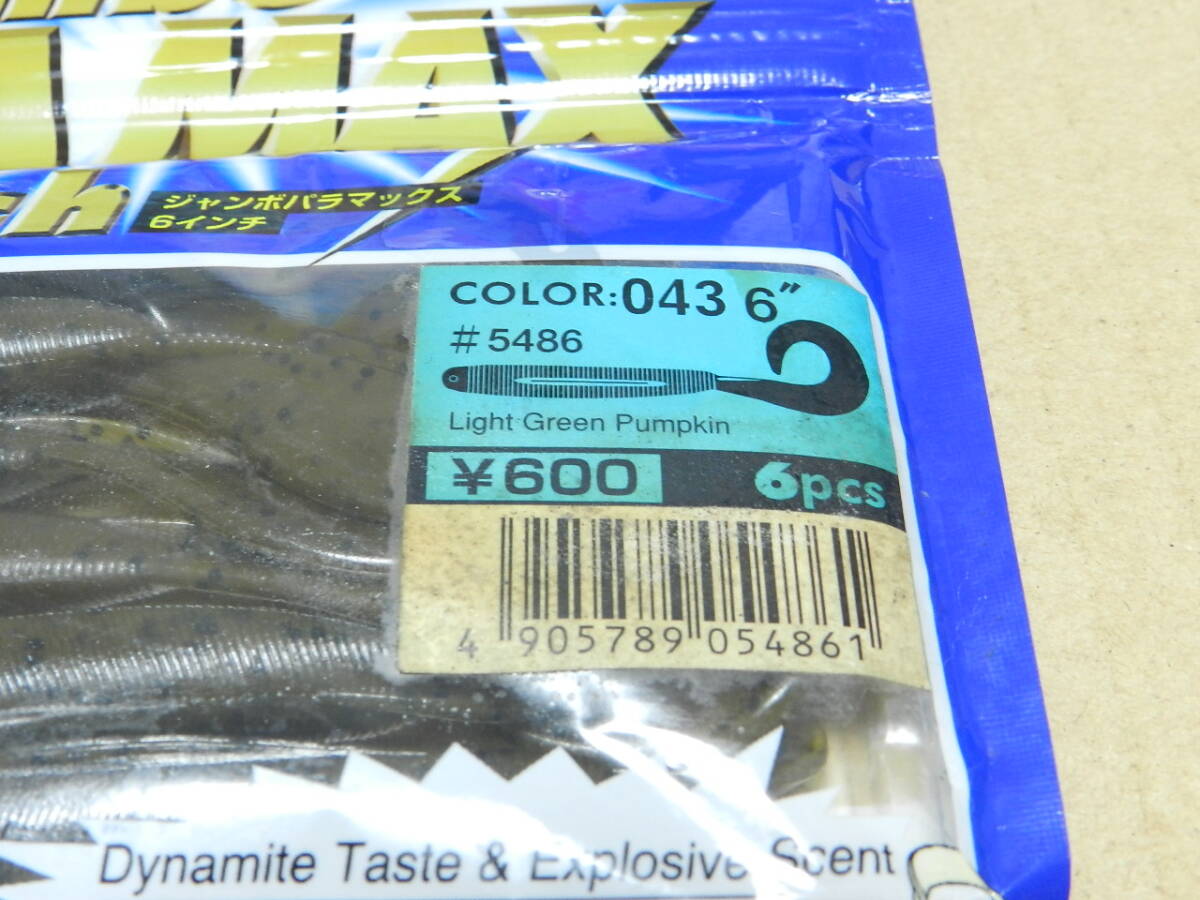 MAX
ジャンボパラマックス
6インチ
COLOR:043 6"
#5486
Light Green Pumpkin
¥600 6pcs
4 905789 054861
Dynamite Taste & Explosive Scent